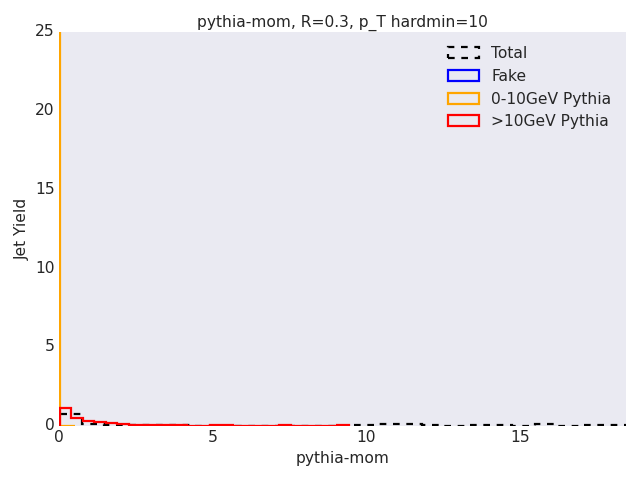 pythia-mom, R=0.3, p_T hardmin=10
25
20
15
10
5
0
Jet Yield
Total
Fake
0-10GeV Pythia
>10GeV Pythia
0 5 10 15
pythia-mom